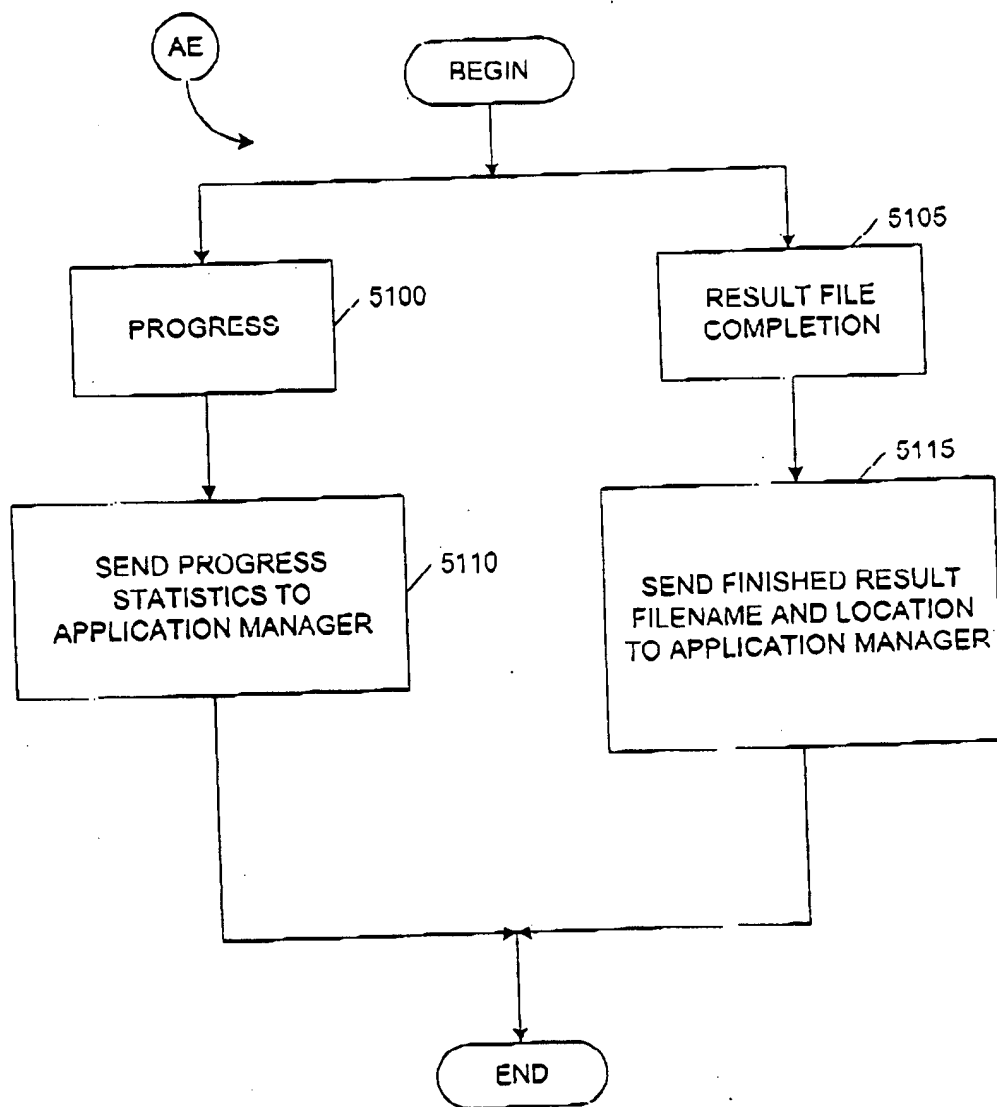 AE
BEGIN
5105
5100
PROGRESS
RESULT FILE
COMPLETION
5115
5110
SEND PROGRESS
STATISTICS TO
APPLICATION MANAGER
SEND FINISHED RESULT
FILENAME AND LOCATION
TO APPLICATION MANAGER
END